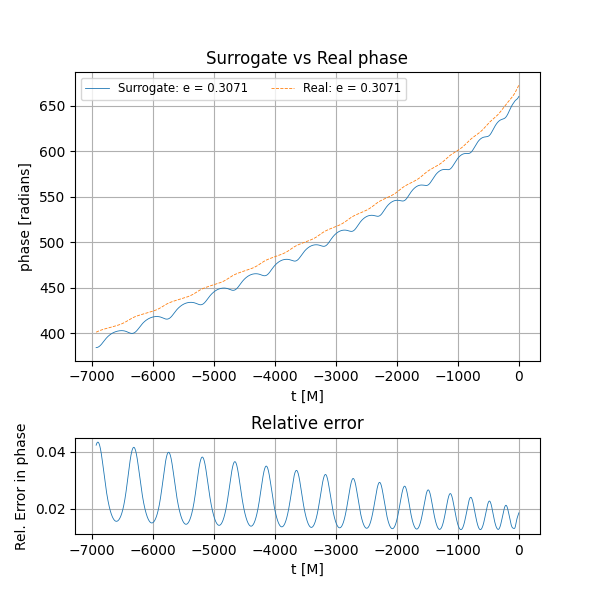 Surrogate vs Real phase
Surrogate: e = 0.3071 Real: e = 0.3071
650
600
550
500
450
400
phase [radians]
−7000 −6000 −5000 −4000 −3000 −2000 −1000 0
t [M]
Relative error
0.04
0.02
Rel. Error in phase
−7000 −6000 −5000 −4000 −3000 −2000 −1000 0
t [M]